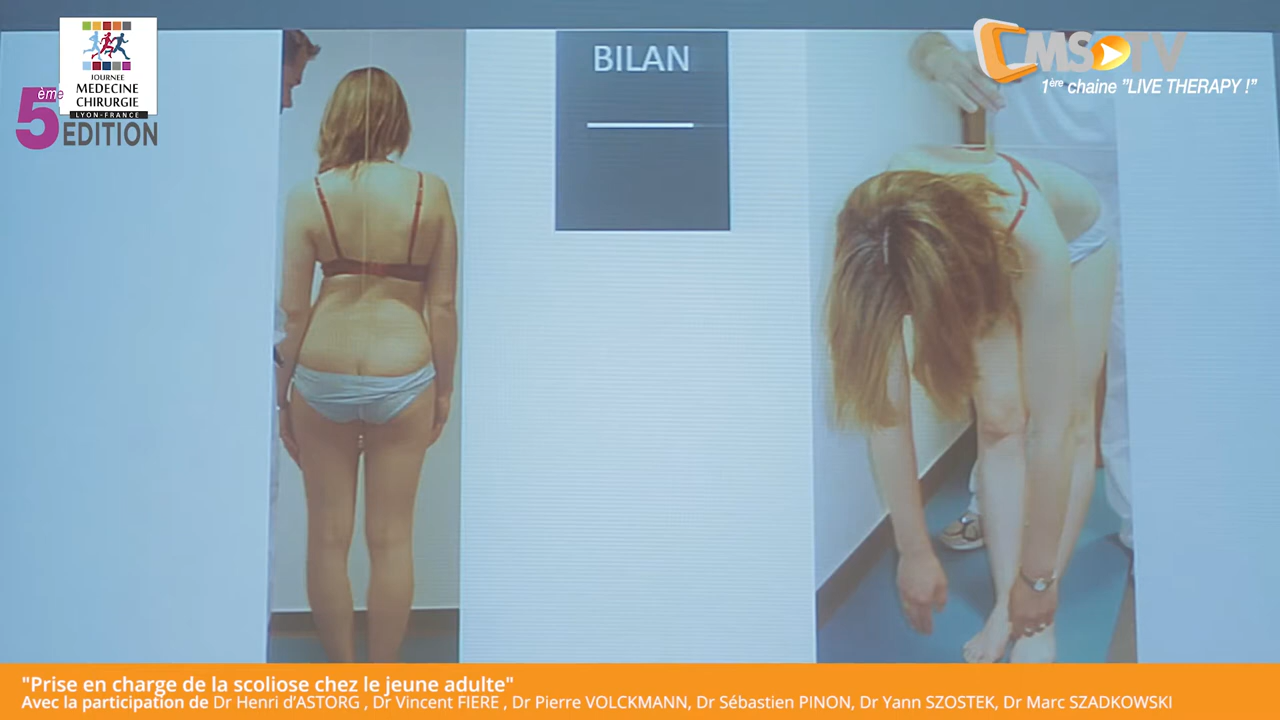 JOURNEE
MEDECINE
CHIRURGIE
LYON-FRANCE
5ème EDITION
BILAN
CMS TV
1ère chaine "LIVE THERAPY !"
"Prise en charge de la scoliose chez le jeune adulte"
Avec la participation de Dr Henri d'ASTORG , Dr Vincent FIERE , Dr Pierre VOLCKMANN, Dr Sébastien PINON, Dr Yann SZOSTEK, Dr Marc SZADKOWSKI